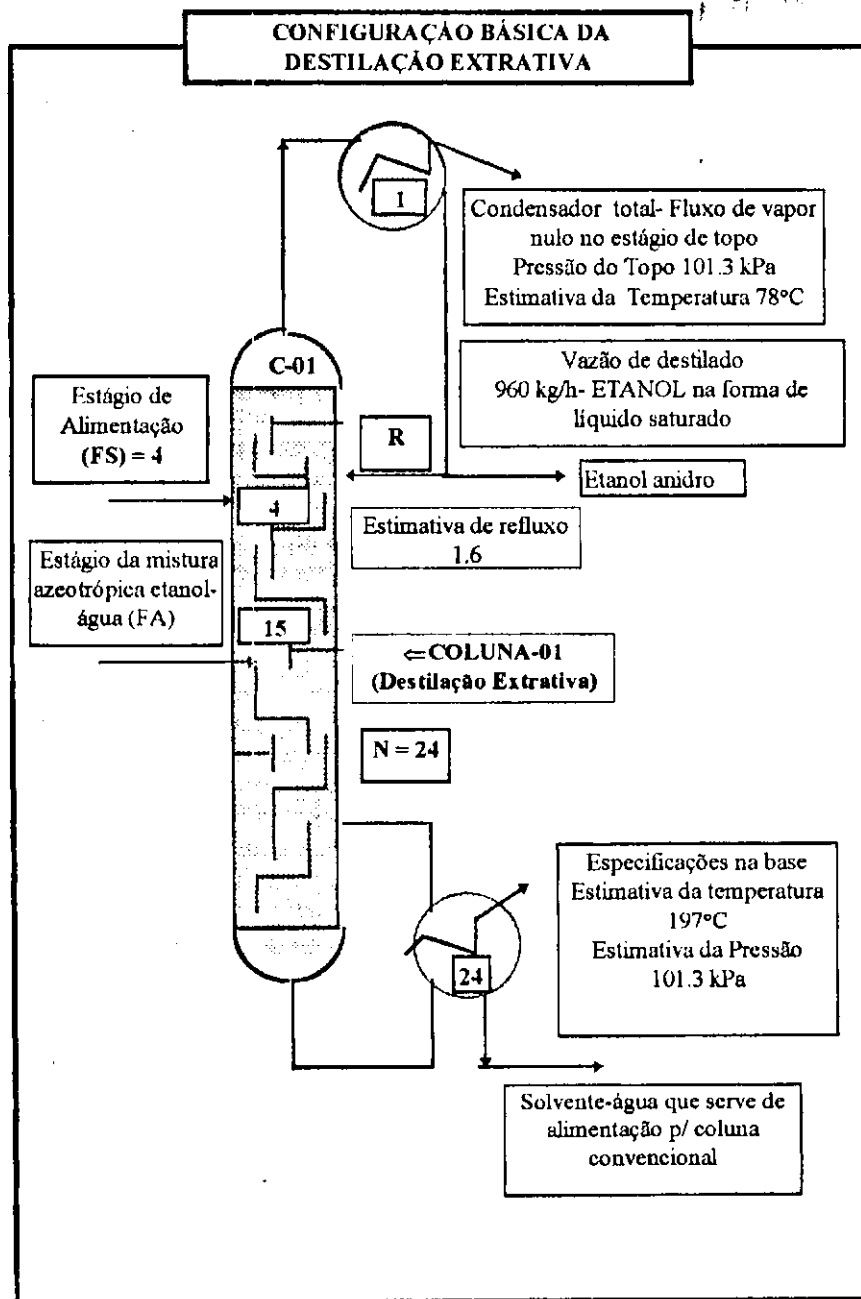 CONFIGURAÇÃO BÁSICA DA
DESTILAÇÃO EXTRATIVA
1
Condensador total- Fluxo de vapor
nulo no estágio de topo
Pressão do Topo 101.3 kPa
Estimativa da Temperatura 78°C
C-01
Vazão de destilado
960 kg/h- ETANOL na forma de
líquido saturado
Estágio de
Alimentação
(FS) = 4
R
Etanol anidro
4
Estimativa de refluxo
1.6
Estágio da mistura
azeotrópica etanol-
água (FA)
15
⇐COLUNA-01
(Destilação Extrativa)
N = 24
Especificações na base
Estimativa da temperatura
197°C
Estimativa da Pressão
101.3 kPa
24
Solvente-água que serve de
alimentação p/ coluna
convencional